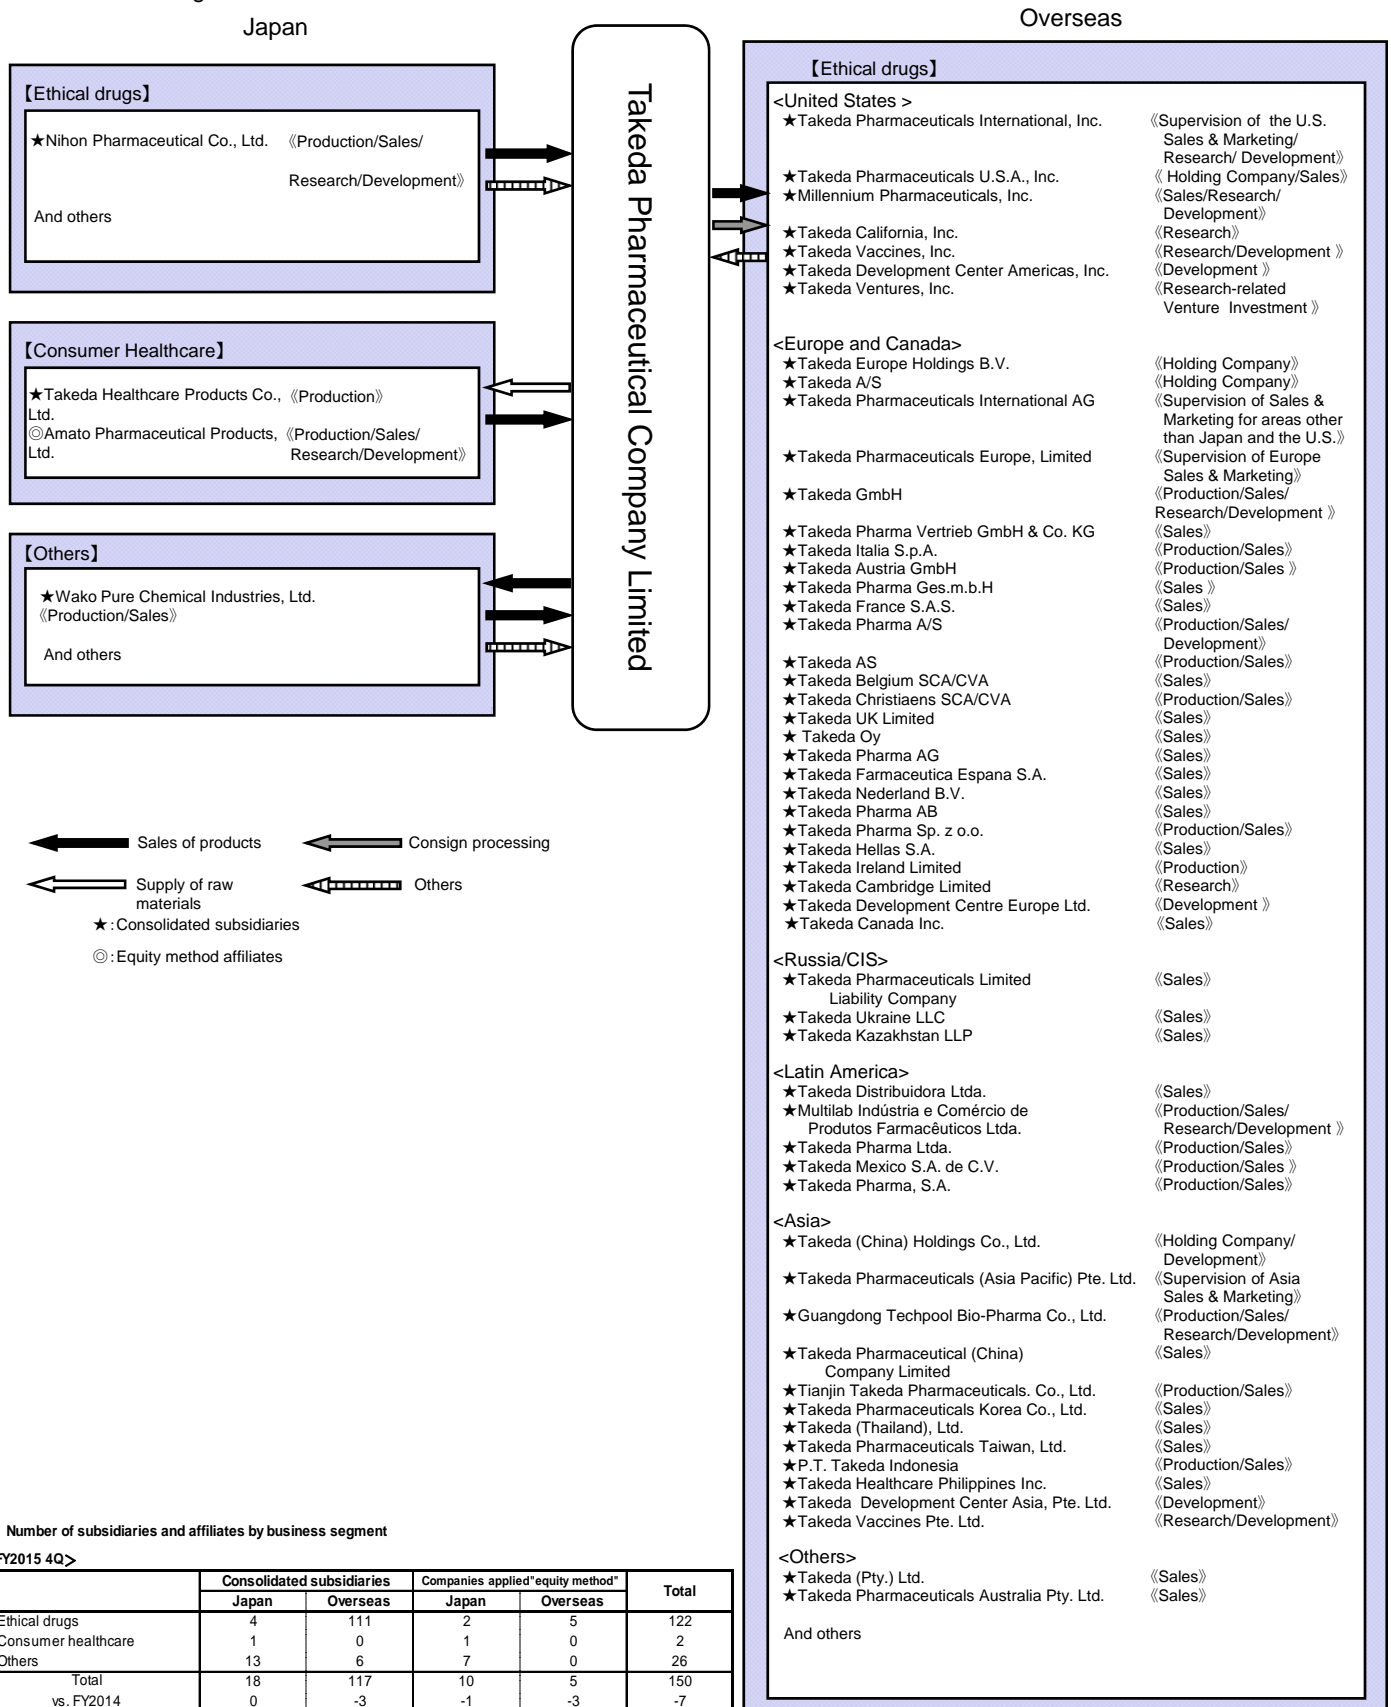 Japan
Overseas
【Ethical drugs】
★Nihon Pharmaceutical Co., Ltd. 《Production/Sales/
Research/Development》
And others
【Consumer Healthcare】
★Takeda Healthcare Products Co., 《Production》
Ltd.
◎Amato Pharmaceutical Products, 《Production/Sales/
Ltd. Research/Development》
【Others】
★Wako Pure Chemical Industries, Ltd.
《Production/Sales》
And others
Takeda Pharmaceutical Company Limited
Sales of products
Consign processing
Supply of raw
materials
Others
★:Consolidated subsidiaries
◎:Equity method affiliates
【Ethical drugs】
<United States >
★Takeda Pharmaceuticals International, Inc. 《Supervision of the U.S.
Sales & Marketing/
Research/ Development》
★Takeda Pharmaceuticals U.S.A., Inc. 《 Holding Company/Sales》
★Millennium Pharmaceuticals, Inc. 《Sales/Research/
Development》
★Takeda California, Inc. 《Research》
★Takeda Vaccines, Inc. 《Research/Development 》
★Takeda Development Center Americas, Inc. 《Development 》
★Takeda Ventures, Inc. 《Research-related
Venture Investment 》
<Europe and Canada>
★Takeda Europe Holdings B.V. 《Holding Company》
★Takeda A/S 《Holding Company》
★Takeda Pharmaceuticals International AG 《Supervision of Sales &
Marketing for areas other
than Japan and the U.S.》
★Takeda Pharmaceuticals Europe, Limited 《Supervision of Europe
Sales & Marketing》
★Takeda GmbH 《Production/Sales/
Research/Development 》
★Takeda Pharma Vertrieb GmbH & Co. KG 《Sales》
★Takeda Italia S.p.A. 《Production/Sales》
★Takeda Austria GmbH 《Production/Sales 》
★Takeda Pharma Ges.m.b.H 《Sales 》
★Takeda France S.A.S. 《Sales》
★Takeda Pharma A/S 《Production/Sales/
Development》
★Takeda AS 《Production/Sales》
★Takeda Belgium SCA/CVA 《Sales》
★Takeda Christiaens SCA/CVA 《Production/Sales》
★Takeda UK Limited 《Sales》
★ Takeda Oy 《Sales》
★Takeda Pharma AG 《Sales》
★Takeda Farmaceutica Espana S.A. 《Sales》
★Takeda Nederland B.V. 《Sales》
★Takeda Pharma AB 《Sales》
★Takeda Pharma Sp. z o.o. 《Production/Sales》
★Takeda Hellas S.A. 《Sales》
★Takeda Ireland Limited 《Production》
★Takeda Cambridge Limited 《Research》
★Takeda Development Centre Europe Ltd. 《Development 》
★Takeda Canada Inc. 《Sales》
<Russia/CIS>
★Takeda Pharmaceuticals Limited 《Sales》
Liability Company
★Takeda Ukraine LLC 《Sales》
★Takeda Kazakhstan LLP 《Sales》
<Latin America>
★Takeda Distribuidora Ltda. 《Sales》
★Multilab Indústria e Comércio de 《Production/Sales/
Produtos Farmacêuticos Ltda. Research/Development 》
★Takeda Pharma Ltda. 《Production/Sales》
★Takeda Mexico S.A. de C.V. 《Production/Sales 》
★Takeda Pharma, S.A. 《Production/Sales》
<Asia>
★Takeda (China) Holdings Co., Ltd. 《Holding Company/
Development》
★Takeda Pharmaceuticals (Asia Pacific) Pte. Ltd. 《Supervision of Asia
Sales & Marketing》
★Guangdong Techpool Bio-Pharma Co., Ltd. 《Production/Sales/
Research/Development》
★Takeda Pharmaceutical (China) 《Sales》
Company Limited
★Tianjin Takeda Pharmaceuticals. Co., Ltd. 《Production/Sales》
★Takeda Pharmaceuticals Korea Co., Ltd. 《Sales》
★Takeda (Thailand), Ltd. 《Sales》
★Takeda Pharmaceuticals Taiwan, Ltd. 《Sales》
★P.T. Takeda Indonesia 《Production/Sales》
★Takeda Healthcare Philippines Inc. 《Sales》
★Takeda Development Center Asia, Pte. Ltd. 《Development》
★Takeda Vaccines Pte. Ltd. 《Research/Development》
<Others>
★Takeda (Pty.) Ltd. 《Sales》
★Takeda Pharmaceuticals Australia Pty. Ltd. 《Sales》
And others
Number of subsidiaries and affiliates by business segment
FY2015 4Q>
Consolidated subsidiaries Companies applied"equity method" Total
Japan Overseas Japan Overseas
Ethical drugs 4 111 2 5 122
Consumer healthcare 1 0 1 0 2
Others 13 6 7 0 26
Total 18 117 10 5 150
vs. FY2014 0 -3 -1 -3 -7